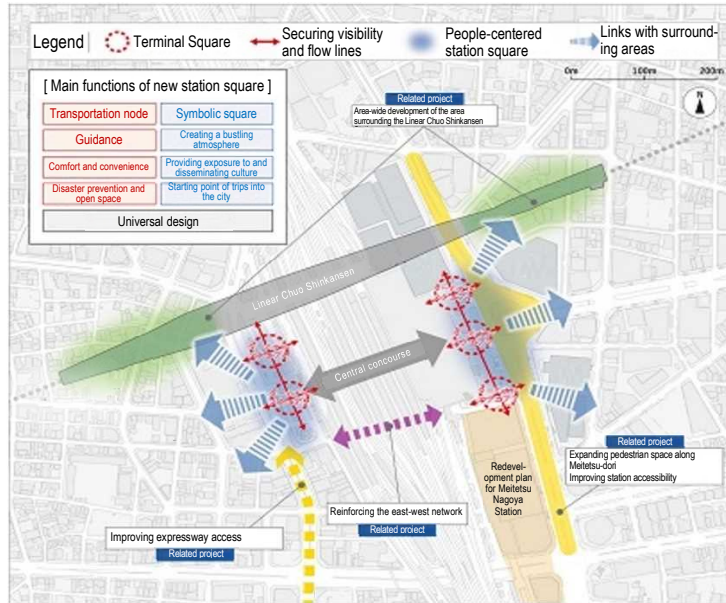 Legend
Terminal Square
Securing visibility
and flow lines
People-centered
station square
Links with surround-
ing areas
0m 100m 200m
N
[ Main functions of new station square ]
Transportation node
Symbolic square
Guidance
Creating a bustling
atmosphere
Comfort and convenience
Providing exposure to and
disseminating culture
Disaster prevention and
open space
Starting point of trips into
the city
Universal design
Related project
Area-wide development of the area
surrounding the Linear Chuo Shinkansen
Linear Chuo Shinkansen
Central concourse
Related project
Expanding pedestrian space along
Meitetsu-dori
Improving station accessibility
Redevel-
opment plan
for Meitetsu
Nagoya
Station
Reinforcing the east-west network
Related project
Improving expressway access
Related project